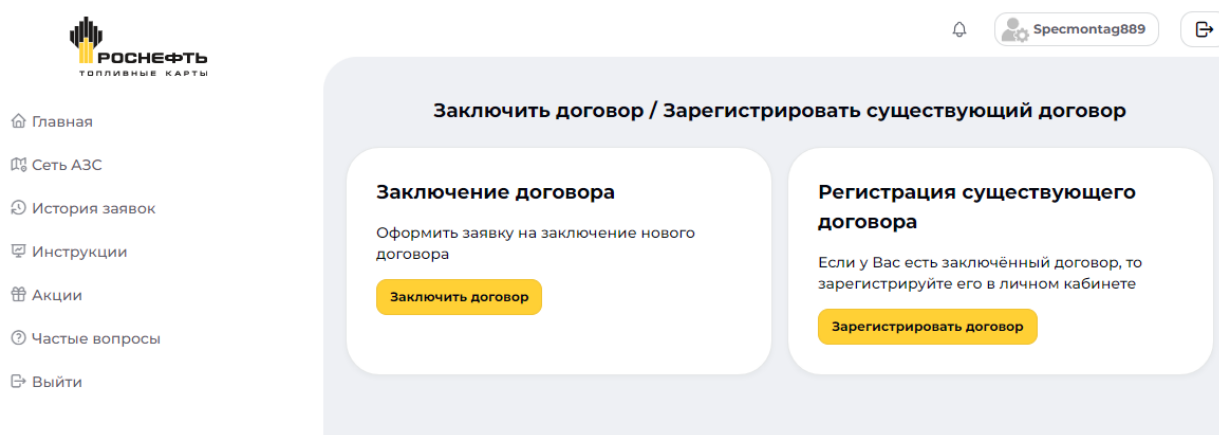 РОСНЕФТЬ
ТОПЛИВНЫЕ КАРТЫ
Specmontag889
Главная
Сеть АЗС
История заявок
Инструкции
Акции
Частые вопросы
Выйти
Заключить договор / Зарегистрировать существующий договор
Заключение договора
Оформить заявку на заключение нового
договора
Заключить договор
Регистрация существующего
договора
Если у Вас есть заключённый договор, то
зарегистрируйте его в личном кабинете
Зарегистрировать договор